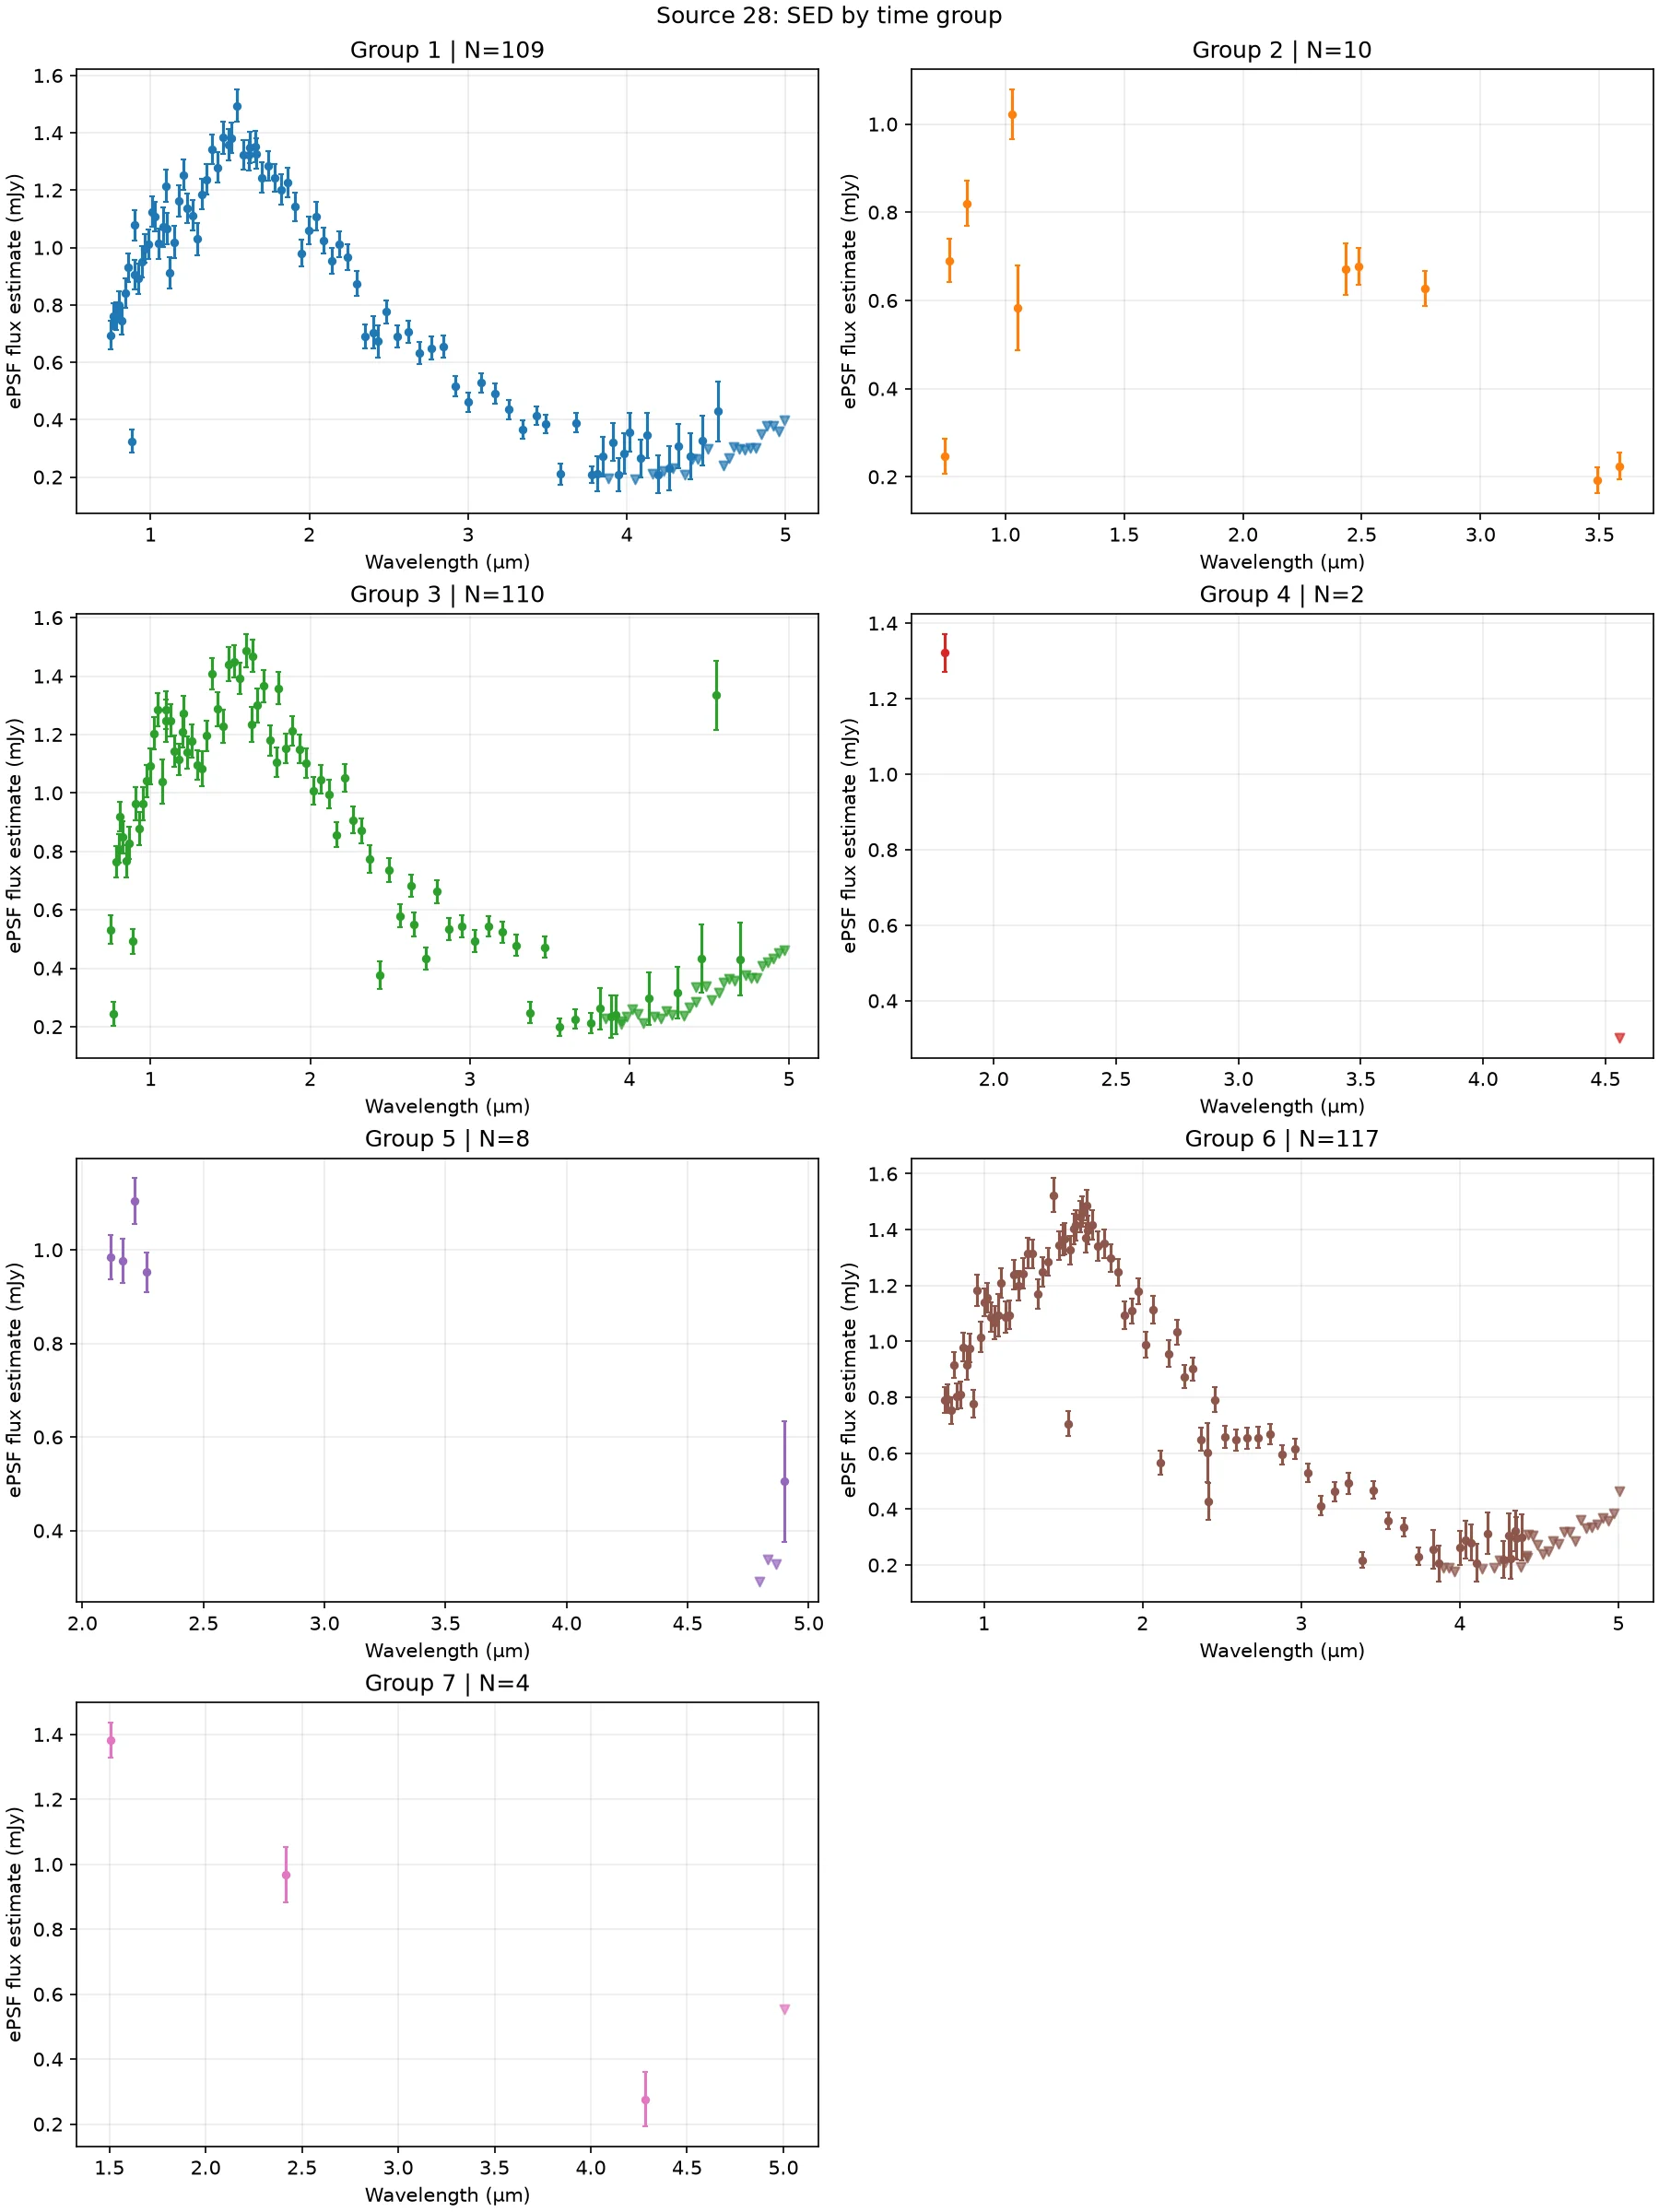 Source 28: SED by time group
Group 1 | N=109
ePSF flux estimate (mJy)
1.6
1.4
1.2
1.0
0.8
0.6
0.4
0.2
1 2 3 4 5
Wavelength (μm)
Group 2 | N=10
ePSF flux estimate (mJy)
1.0
0.8
0.6
0.4
0.2
1.0 1.5 2.0 2.5 3.0 3.5
Wavelength (μm)
Group 3 | N=110
ePSF flux estimate (mJy)
1.6
1.4
1.2
1.0
0.8
0.6
0.4
0.2
1 2 3 4 5
Wavelength (μm)
Group 4 | N=2
ePSF flux estimate (mJy)
1.4
1.2
1.0
0.8
0.6
0.4
2.0 2.5 3.0 3.5 4.0 4.5
Wavelength (μm)
Group 5 | N=8
ePSF flux estimate (mJy)
1.0
0.8
0.6
0.4
2.0 2.5 3.0 3.5 4.0 4.5 5.0
Wavelength (μm)
Group 6 | N=117
ePSF flux estimate (mJy)
1.6
1.4
1.2
1.0
0.8
0.6
0.4
0.2
1 2 3 4 5
Wavelength (μm)
Group 7 | N=4
ePSF flux estimate (mJy)
1.4
1.2
1.0
0.8
0.6
0.4
0.2
1.5 2.0 2.5 3.0 3.5 4.0 4.5 5.0
Wavelength (μm)